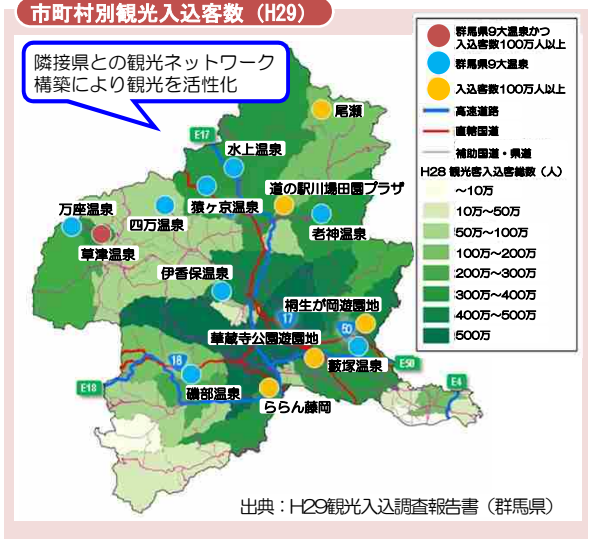 市町村別観光入込客数（H29）
隣接県との観光ネットワーク
構築により観光を活性化
群馬県9大温泉かつ
入込客数100万人以上
群馬県9大温泉
入込客数100万人以上
高速道路
直轄国道
補助国道・県道
H28 観光客入込客総数（人）
～10万
10万～50万
50万～100万
100万～200万
200万～300万
300万～400万
400万～500万
500万
尾瀬
E17
水上温泉
道の駅川場田園プラザ
猿ヶ京温泉
万座温泉
四万温泉
老神温泉
草津温泉
伊香保温泉
桐生が岡遊園地
17
華蔵寺公園遊園地
50
藪塚温泉
18
E50
E18
磯部温泉
E4
ららん藤岡
出典：H29観光入込調査報告書（群馬県）